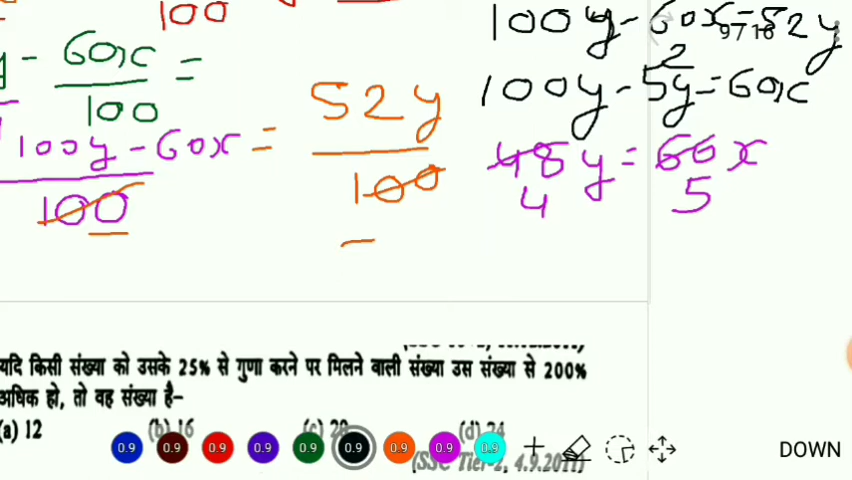 100
100y - 60x = 52y
9716
y - 60x =
100
100y - 52y = 60x
100y - 60x = 52y
100 100
48 y = 60 x
4 5
यदि किसी संख्या को उसके 25% से गुणा करने पर मिलने वाली संख्या उस संख्या से 200%
अधिक हो, तो वह संख्या है–
(a) 12 (b) 16 (c) 20 (d) 24
0.9 0.9 0.9 0.9 0.9 0.9 0.9 0.9 0.9 DOWN
(SSC Tier-2, 4.9.2011)